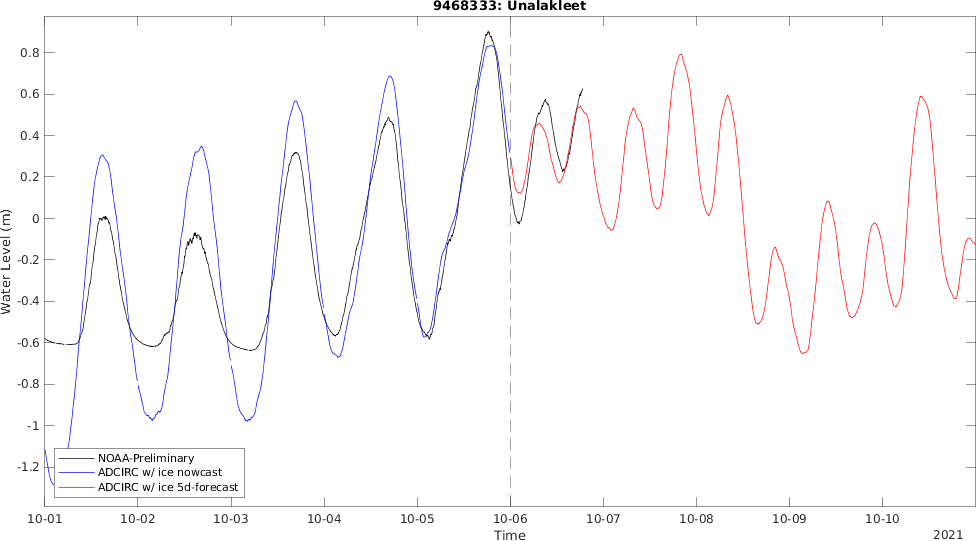 9468333: Unalakleet
0.8
0.6
0.4
0.2
0
-0.2
-0.4
-0.6
-0.8
-1
-1.2
Water Level (m)
NOAA-Preliminary
ADCIRC w/ ice nowcast
ADCIRC w/ ice 5d-forecast
10-01 10-02 10-03 10-04 10-05 10-06 10-07 10-08 10-09 10-10
Time
2021